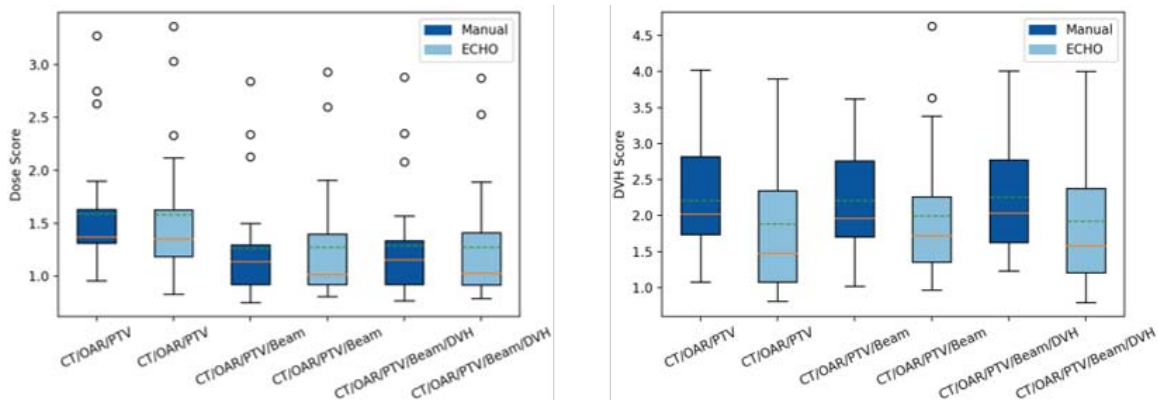 Manual
ECHO
Dose Score
3.0
2.5
2.0
1.5
1.0
CT/OAR/PTV
CT/OAR/PTV
CT/OAR/PTV/Beam
CT/OAR/PTV/Beam
CT/OAR/PTV/Beam/DVH
CT/OAR/PTV/Beam/DVH
Manual
ECHO
DVH Score
4.5
4.0
3.5
3.0
2.5
2.0
1.5
1.0
CT/OAR/PTV
CT/OAR/PTV
CT/OAR/PTV/Beam
CT/OAR/PTV/Beam
CT/OAR/PTV/Beam/DVH
CT/OAR/PTV/Beam/DVH